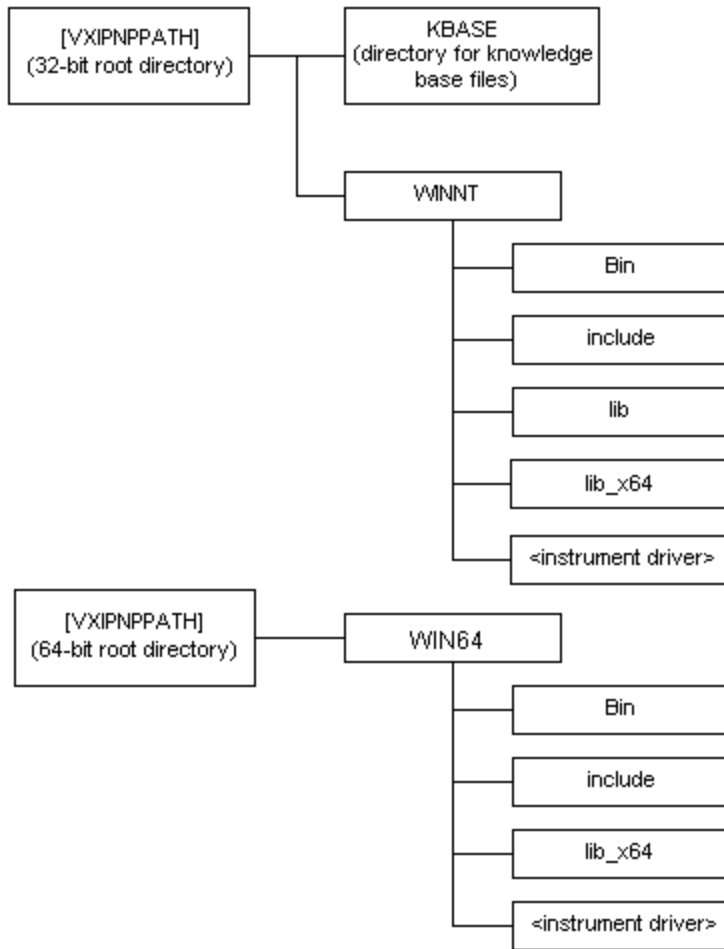 [VXIPNPPATH]
(32-bit root directory)
KBASE
(directory for knowledge
base files)
WINNT
Bin
include
lib
lib_x64
<instrument driver>
[VXIPNPPATH]
(64-bit root directory)
WIN64
Bin
include
lib_x64
<instrument driver>